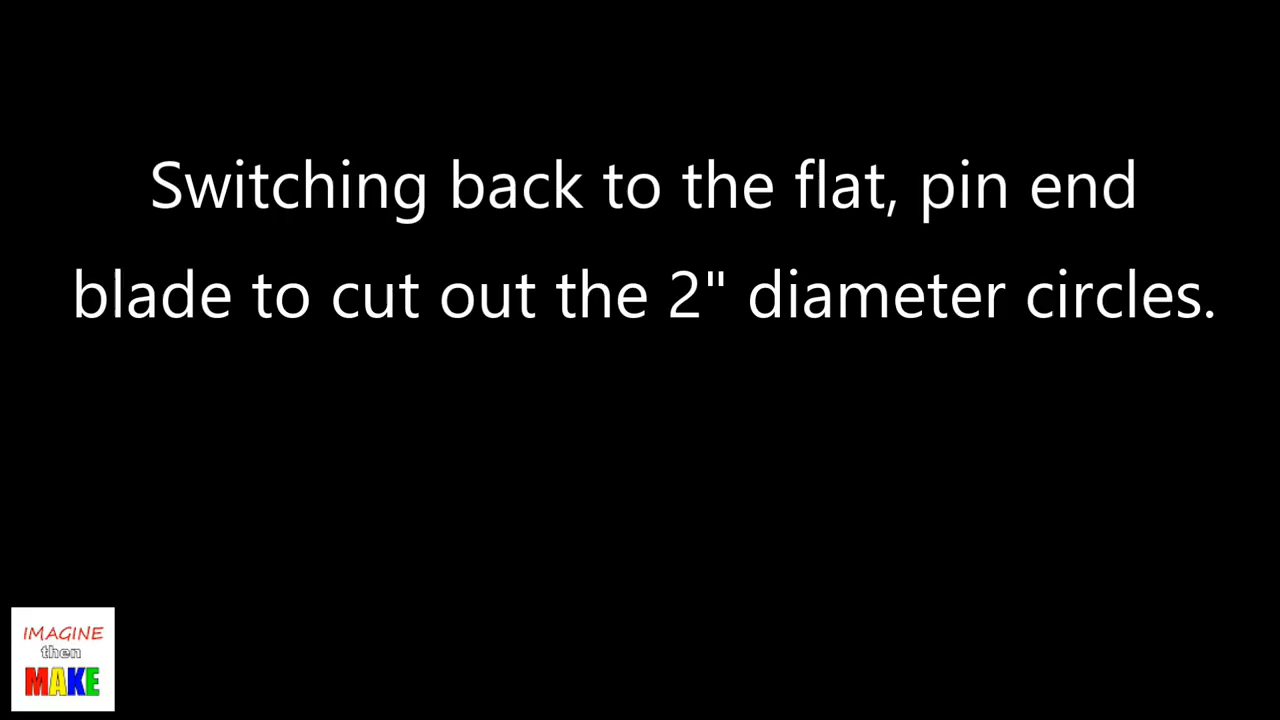 Switching back to the flat, pin end
blade to cut out the 2" diameter circles.
IMAGINE
then
MAKE